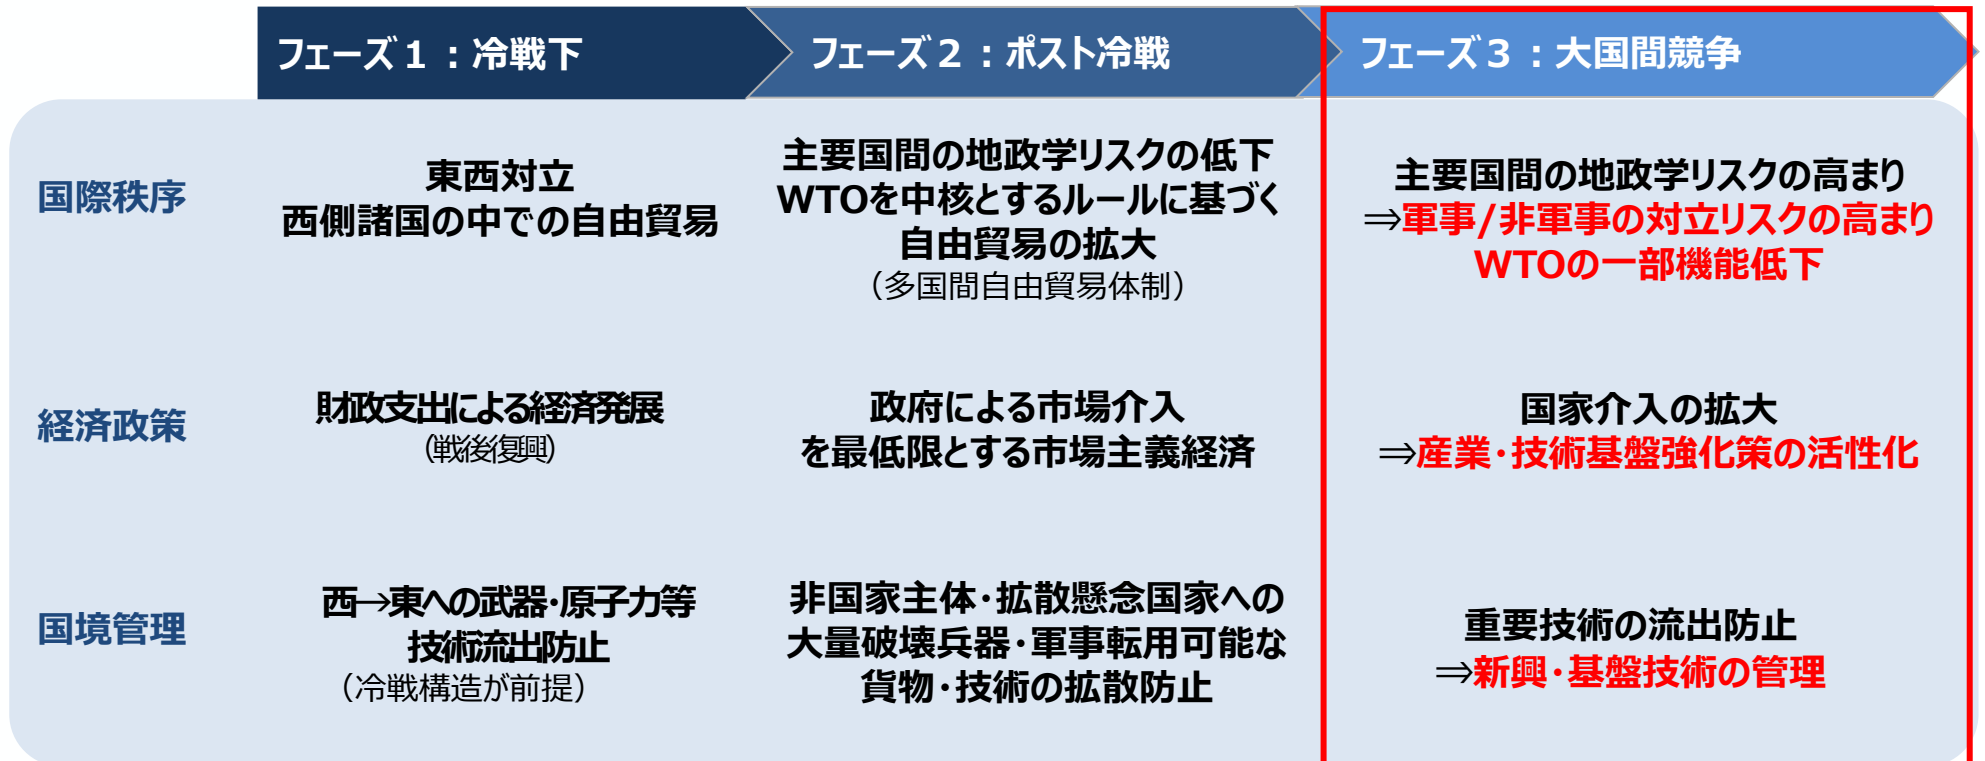 フェーズ１：冷戦下
フェーズ２：ポスト冷戦
フェーズ３：大国間競争
国際秩序
東西対立
西側諸国の中での自由貿易
主要国間の地政学リスクの低下
WTOを中核とするルールに基づく
自由貿易の拡大
（多国間自由貿易体制）
主要国間の地政学リスクの高まり
⇒軍事/非軍事の対立リスクの高まり
WTOの一部機能低下
経済政策
財政支出による経済発展
（戦後復興）
政府による市場介入
を最低限とする市場主義経済
国家介入の拡大
⇒産業・技術基盤強化策の活性化
国境管理
西→東への武器・原子力等
技術流出防止
（冷戦構造が前提）
非国家主体・拡散懸念国家への
大量破壊兵器・軍事転用可能な
貨物・技術の拡散防止
重要技術の流出防止
⇒新興・基盤技術の管理